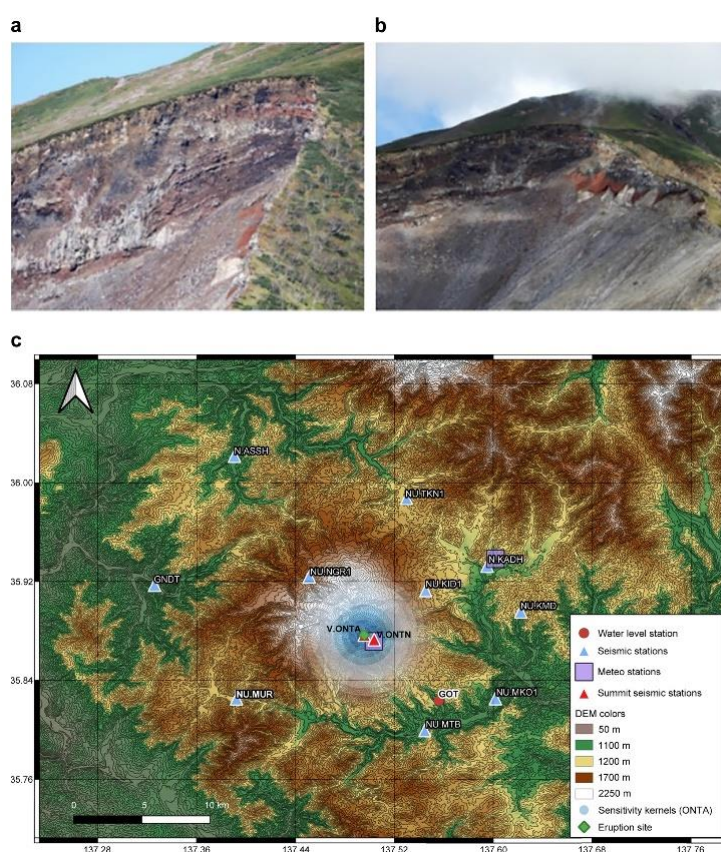 a
b
c
36.08
36.00
35.92
35.84
35.76
N.ASSH
NU.TKN1
N.KADH
NU.NGR1
GNDT
NU.KID1
NU.KMD
V.ONTA
V.ONTN
NU.MUR
GOT
NU.MKO1
NU.MTB
Water level station
Seismic stations
Meteo stations
Summit seismic stations
DEM colors
50 m
1100 m
1200 m
1700 m
2250 m
Sensitivity kernels (ONTA)
Eruption site
0 5 10 km
137.28 137.36 137.44 137.52 137.60 137.68 137.76